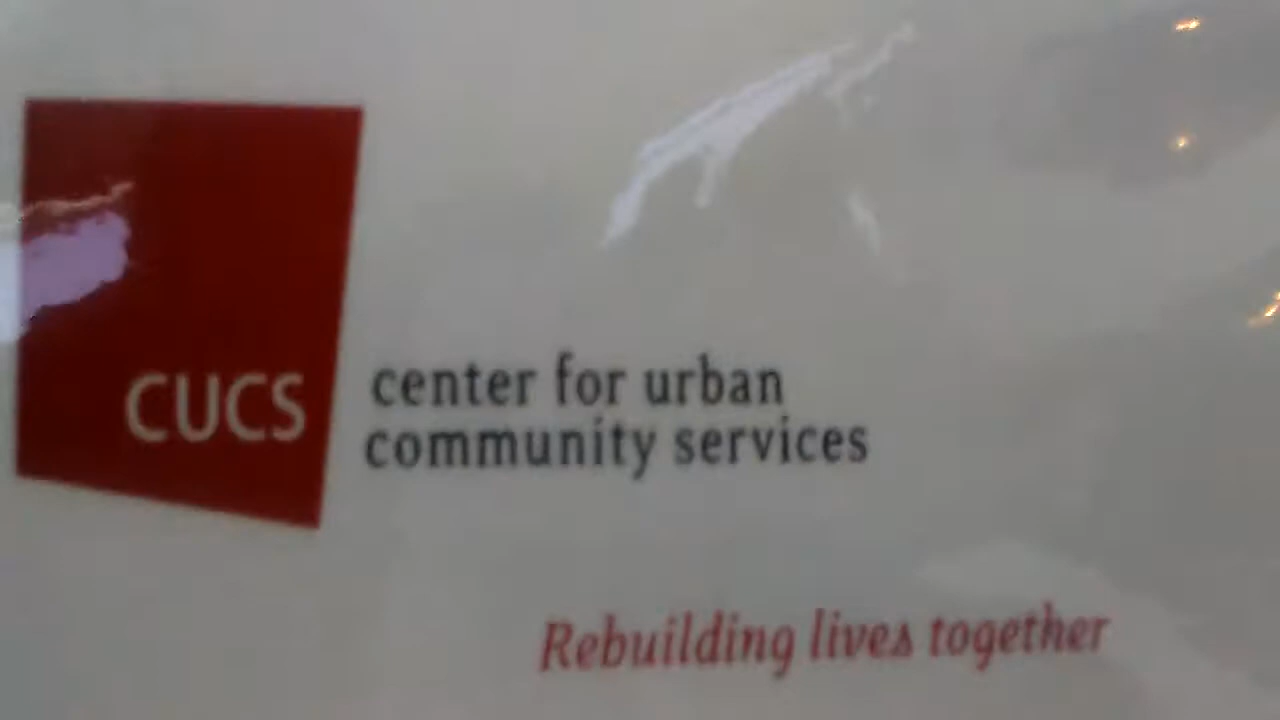 CUCS
center for urban
community services
Rebuilding lives together